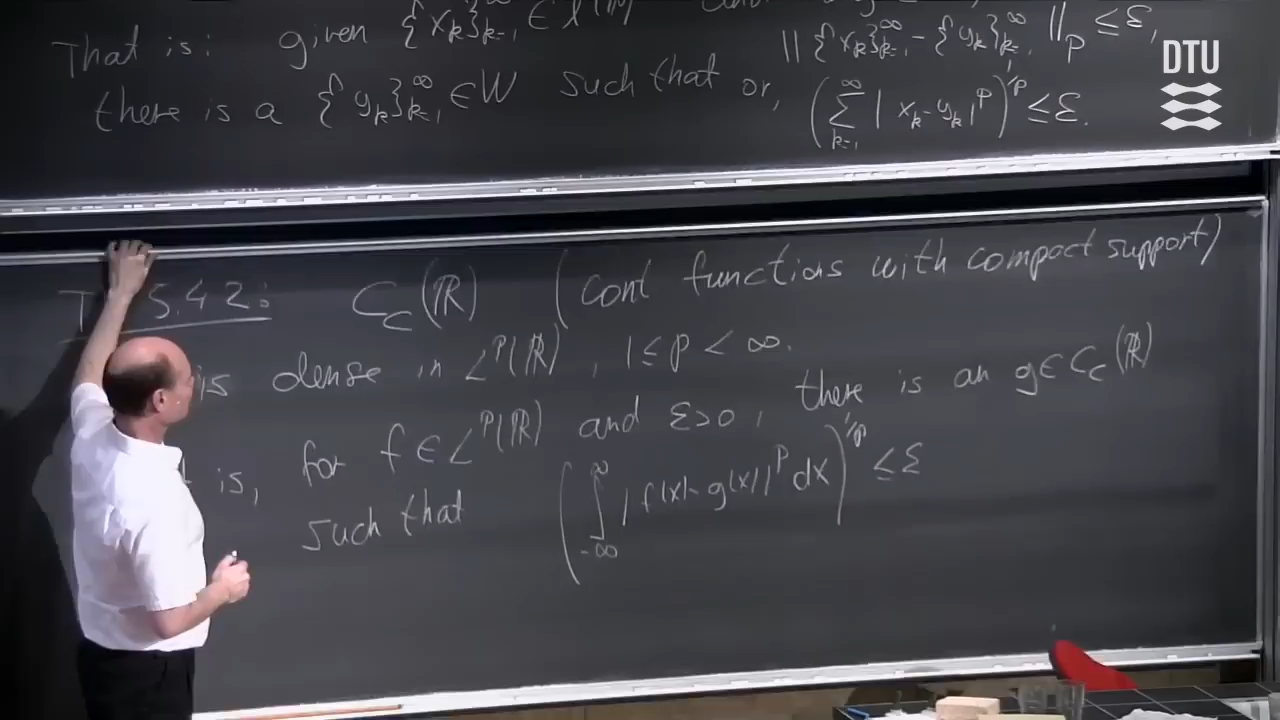 That is: given {x_k}_{k=1}^∞ ∈ l(ℕ)
‖{x_k}_{k=1}^∞ - {y_k}_{k=1}^∞‖_p ≤ ε,
there is a {y_k}_{k=1}^∞ ∈ W such that or, (∑_{k=1}^∞ | x_k - y_k |^p)^{1/p} ≤ ε.
DTU
T 5.4.2: C_c(ℝ) (cont functions with compact support)
is dense in L^p(ℝ), 1 ≤ p < ∞.
is, for f ∈ L^p(ℝ) and ε>0, there is an g ∈ C_c(ℝ)
such that (∫_{-∞}^∞ | f(x) - g(x) |^p dx)^{1/p} ≤ ε